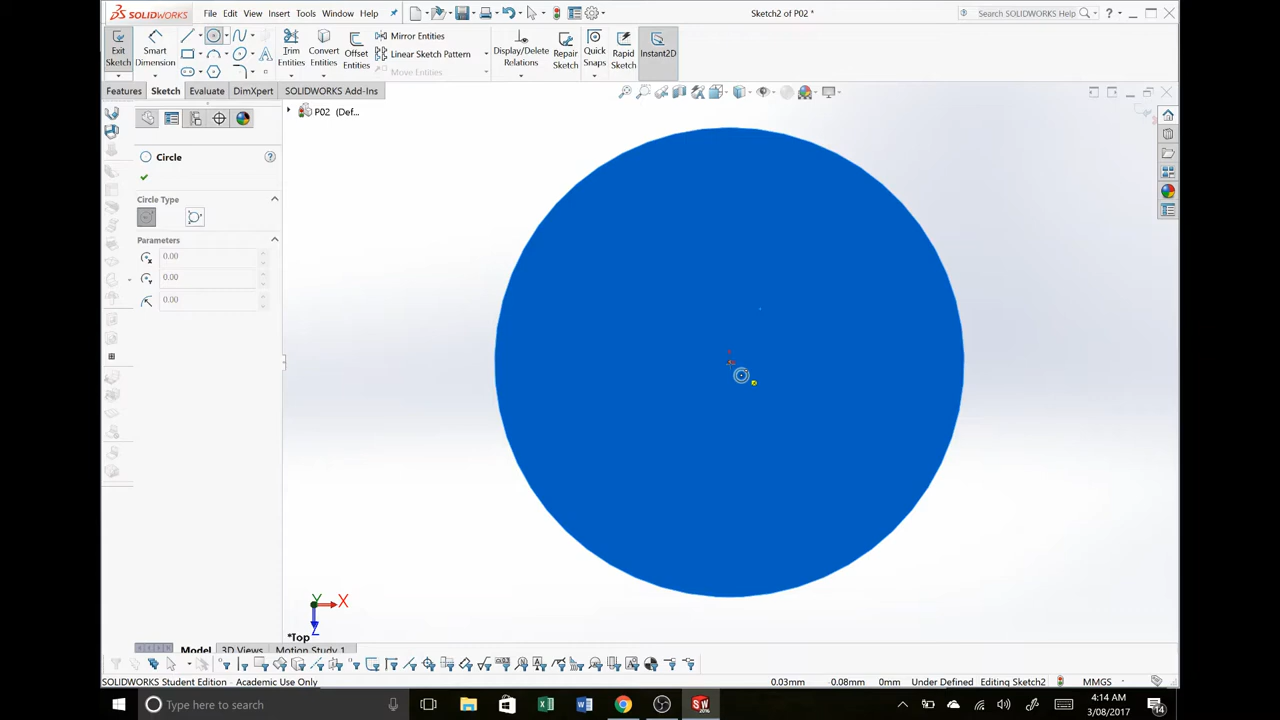 SOLIDWORKS
File
Edit
View
Insert
Tools
Window
Help
Sketch2 of P02 *
Search SOLIDWORKS Help
Exit Sketch
Smart Dimension
Trim Entities
Convert Entities
Offset Entities
Mirror Entities
Linear Sketch Pattern
Move Entities
Display/Delete Relations
Repair Sketch
Quick Snaps
Rapid Sketch
Instant2D
Features
Sketch
Evaluate
DimXpert
SOLIDWORKS Add-Ins
P02 (Def...
Circle
Circle Type
Parameters
0.00
0.00
0.00
Y
X
Z
*Top
Model
3D Views
Motion Study 1
SOLIDWORKS Student Edition - Academic Use Only
0.03mm
-0.08mm
0mm
Under Defined
Editing Sketch2
MMGS
Type here to search
4:14 AM
3/08/2017
14